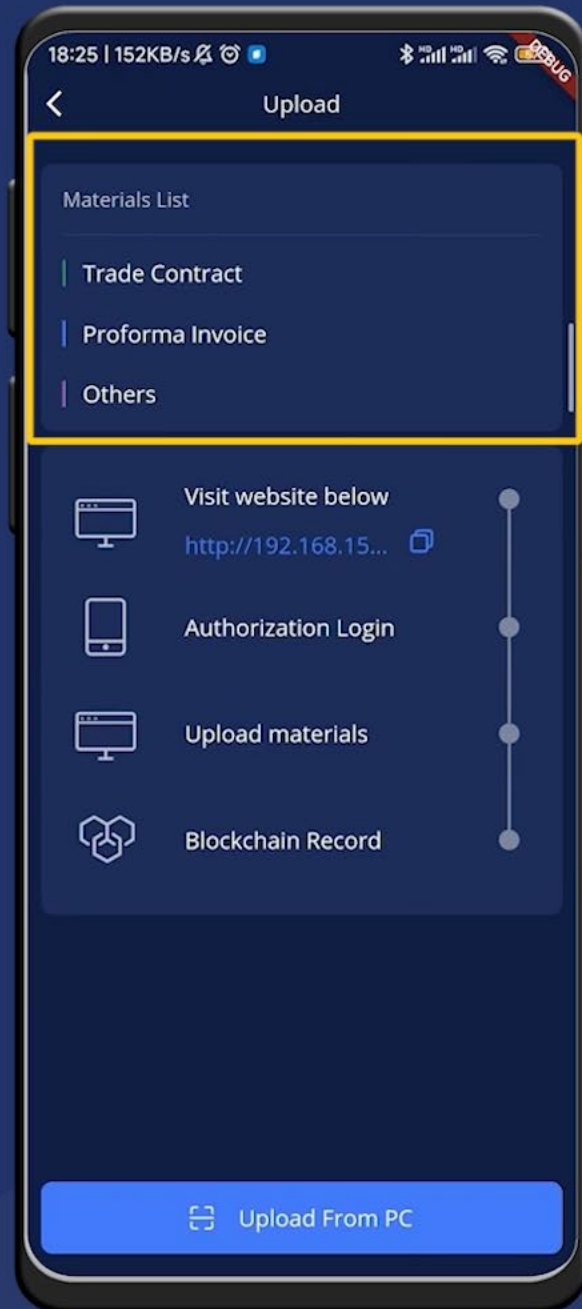 18:25 | 152KB/s
DEBUG
Upload
Materials List
Trade Contract
Proforma Invoice
Others
Visit website below
http://192.168.15...
Authorization Login
Upload materials
Blockchain Record
Upload From PC